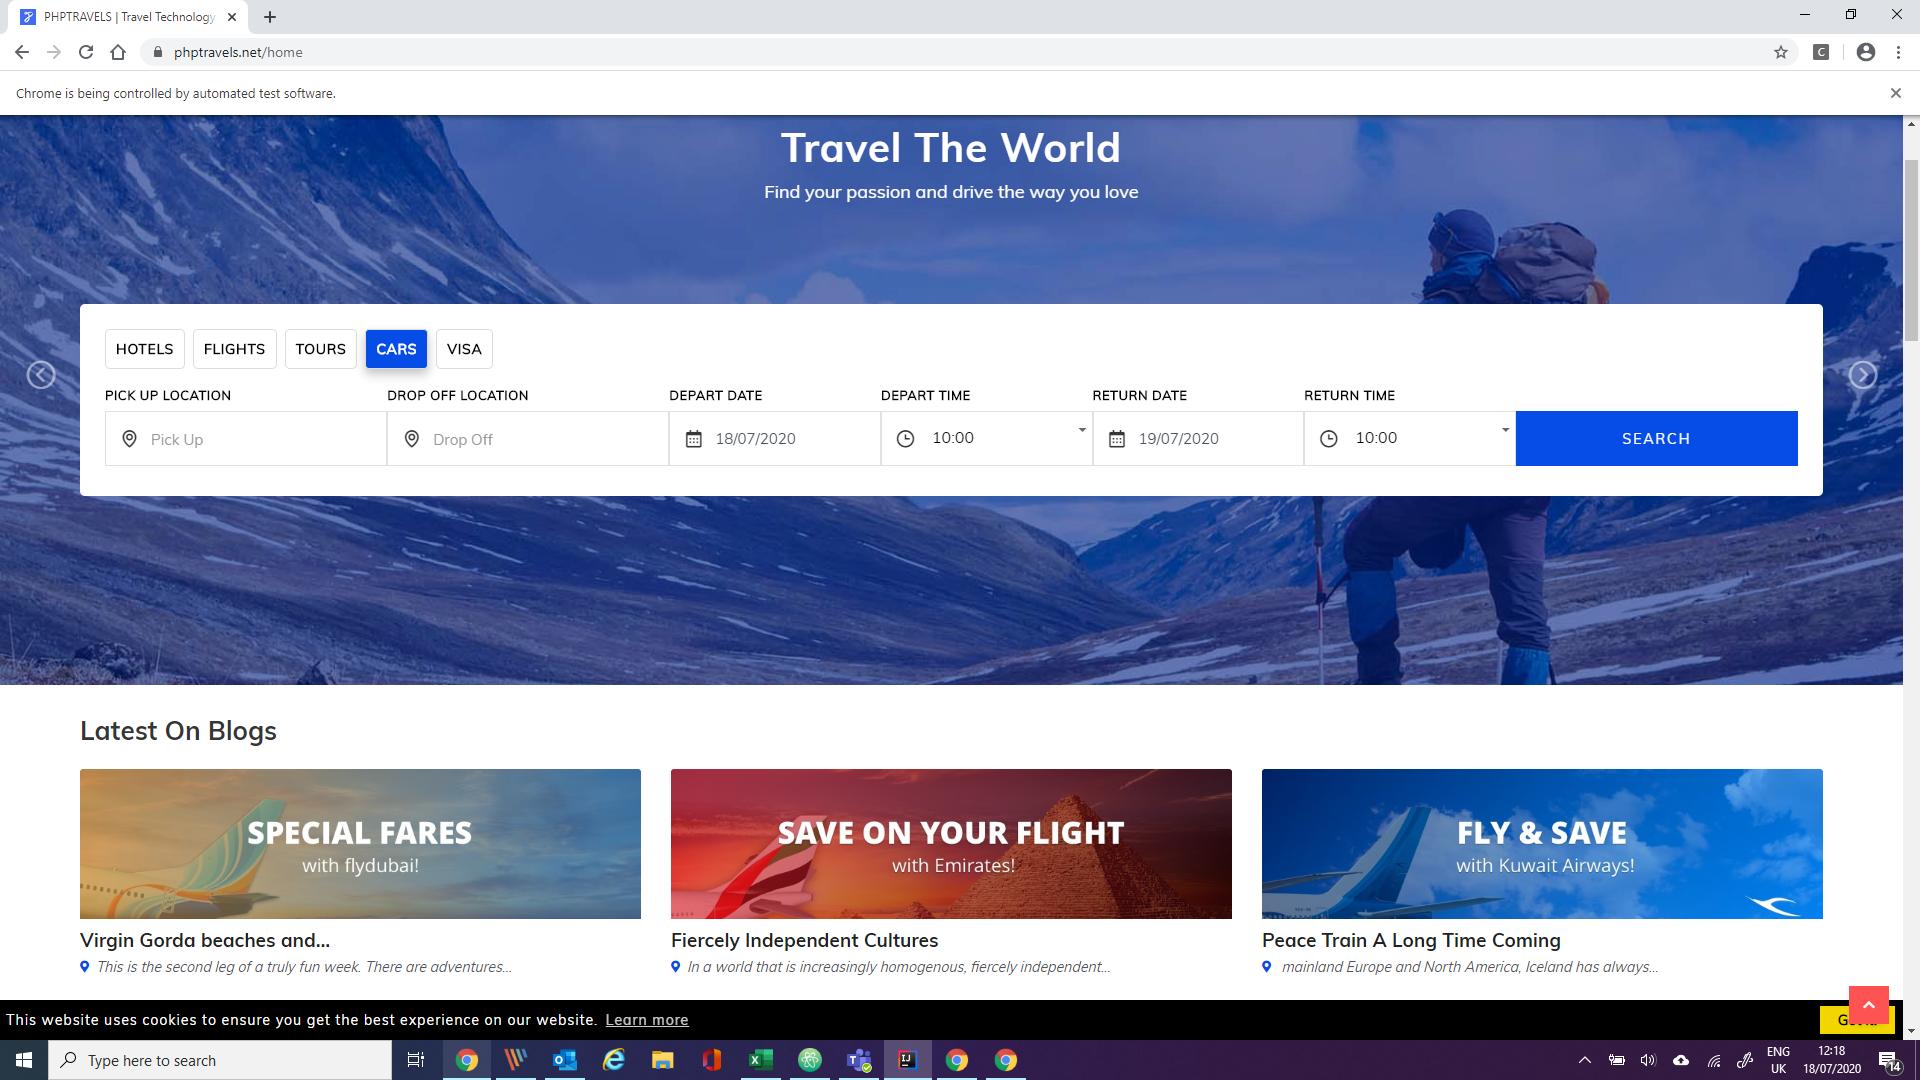 PHPTRAVELS | Travel Technology
phptravels.net/home
Chrome is being controlled by automated test software.
Travel The World
Find your passion and drive the way you love
HOTELS FLIGHTS TOURS CARS VISA
PICK UP LOCATION DROP OFF LOCATION DEPART DATE DEPART TIME RETURN DATE RETURN TIME
Pick Up Drop Off 18/07/2020 10:00 19/07/2020 10:00 SEARCH
Latest On Blogs
SPECIAL FARES
with flydubai!
SAVE ON YOUR FLIGHT
with Emirates!
FLY & SAVE
with Kuwait Airways!
Virgin Gorda beaches and...
This is the second leg of a truly fun week. There are adventures...
Fiercely Independent Cultures
In a world that is increasingly homogenous, fiercely independent...
Peace Train A Long Time Coming
mainland Europe and North America, Iceland has always...
This website uses cookies to ensure you get the best experience on our website. Learn more
Type here to search
ENG
UK
12:18
18/07/2020
14